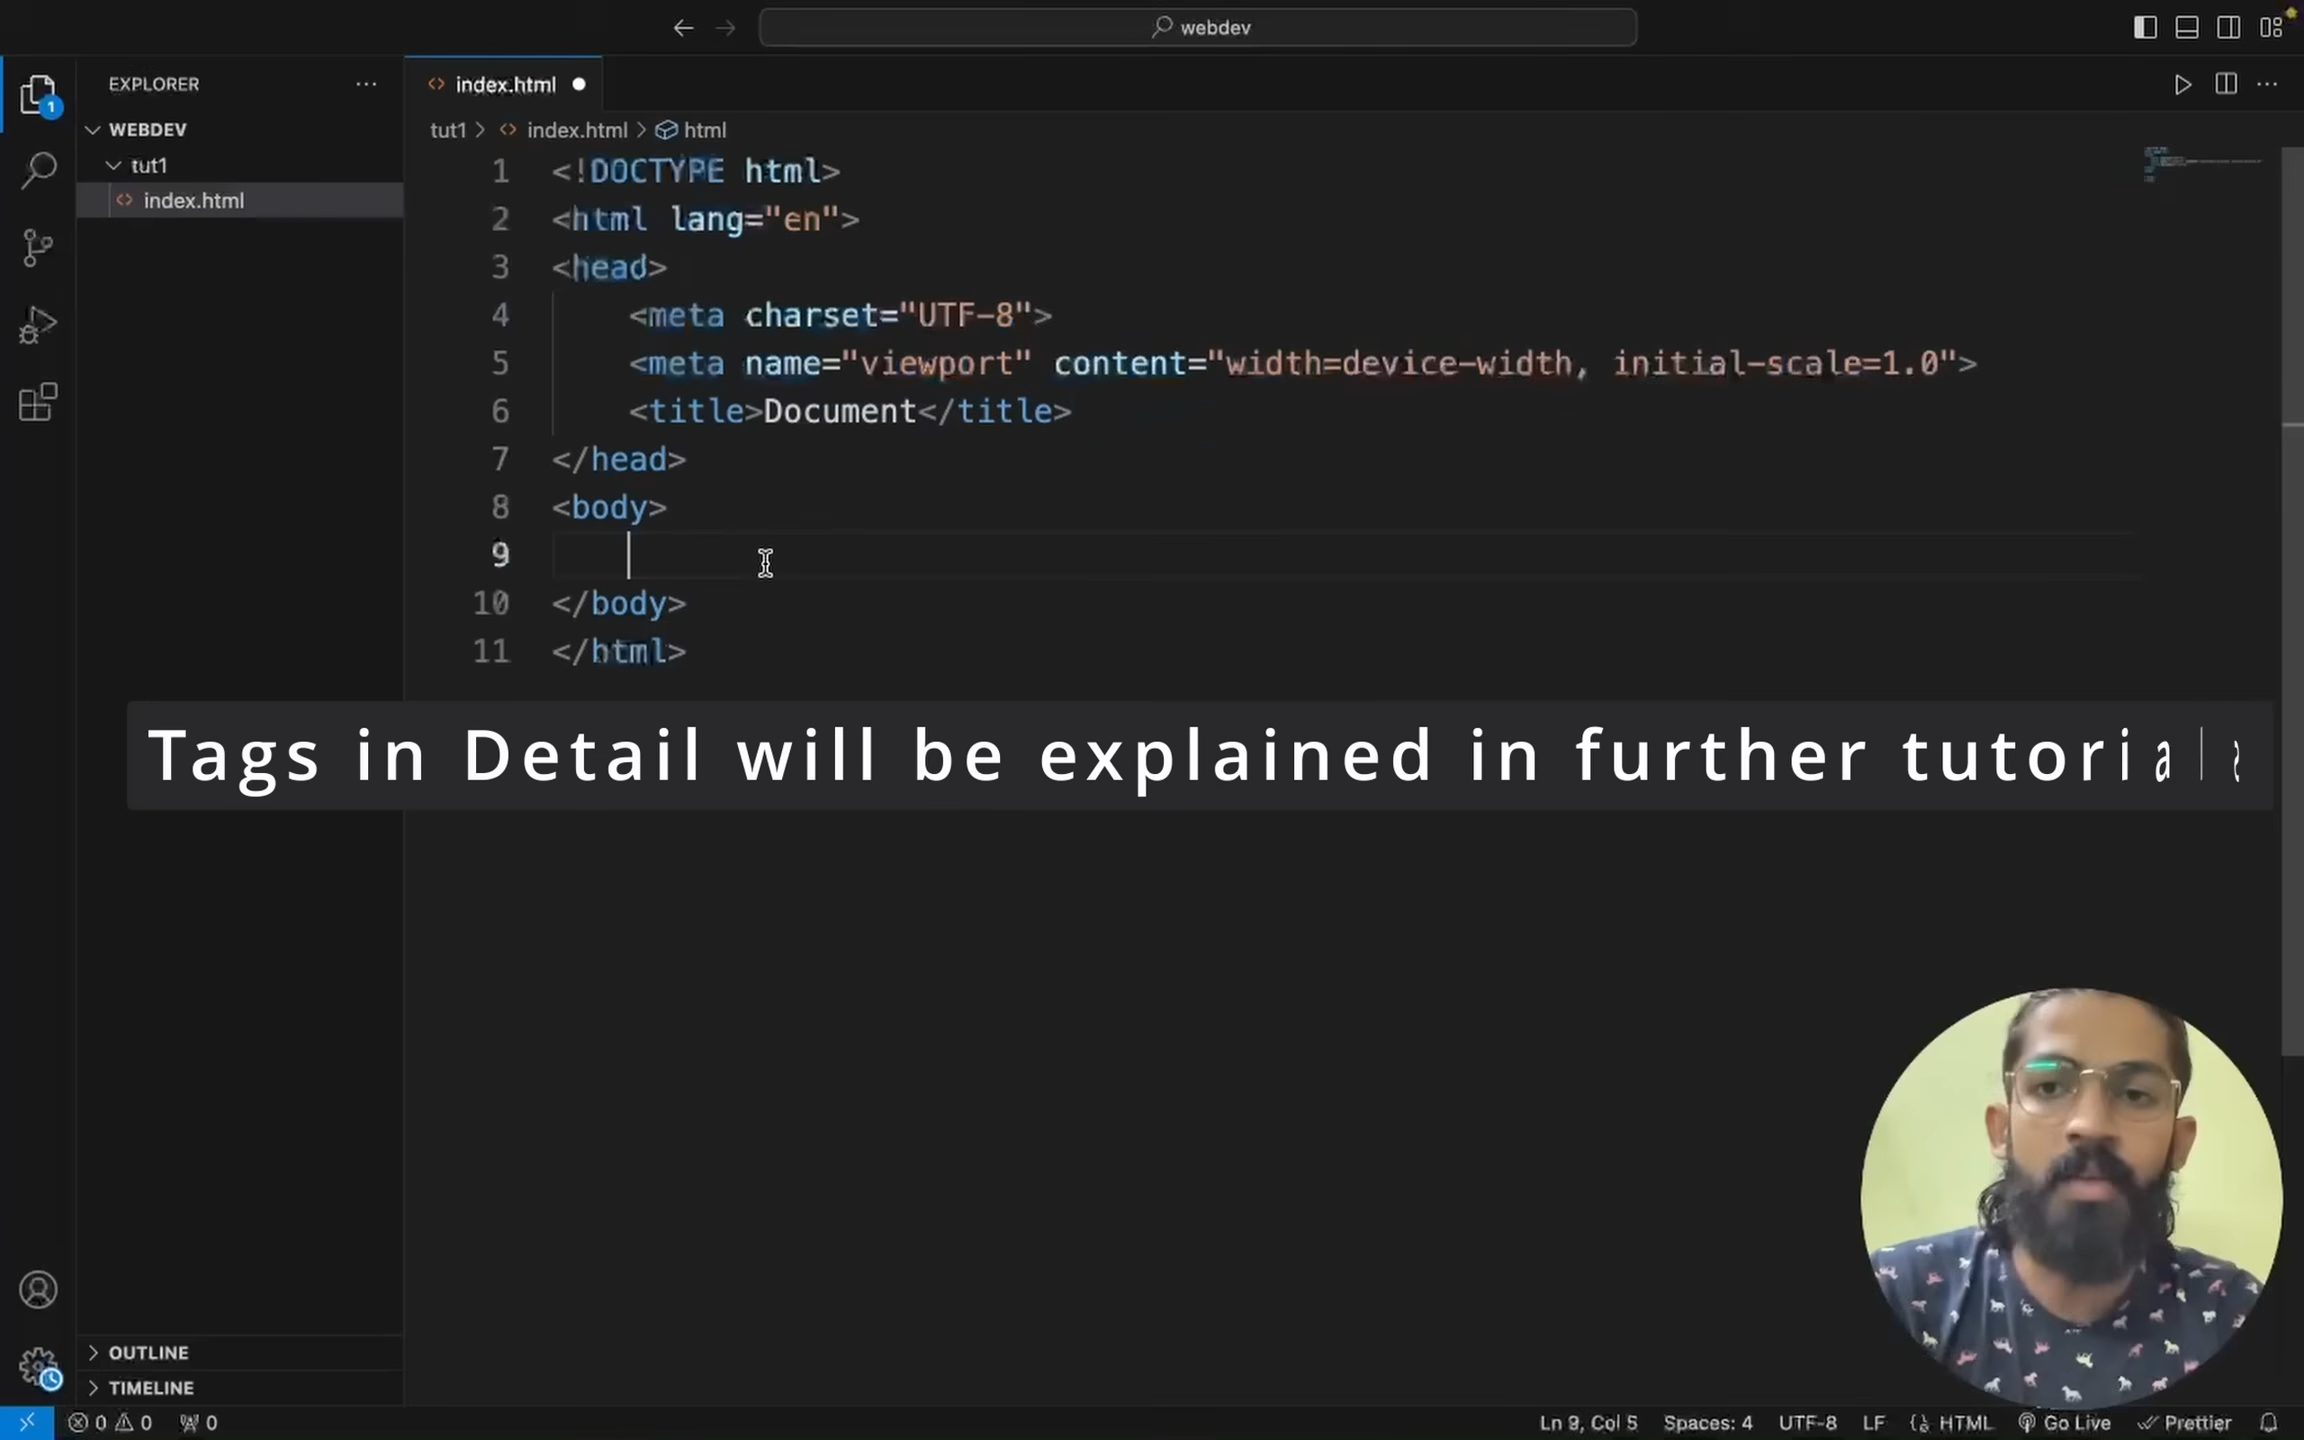 webdev
EXPLORER
WEBDEV
tut1
index.html
index.html
tut1 > index.html > html
1 <!DOCTYPE html>
2 <html lang="en">
3 <head>
4 <meta charset="UTF-8">
5 <meta name="viewport" content="width=device-width, initial-scale=1.0">
6 <title>Document</title>
7 </head>
8 <body>
9
10 </body>
11 </html>
Tags in Detail will be explained in further tutorials
OUTLINE
TIMELINE
1
0 0 0 Ln 9, Col 5 Spaces: 4 UTF-8 LF HTML Go Live Prettier